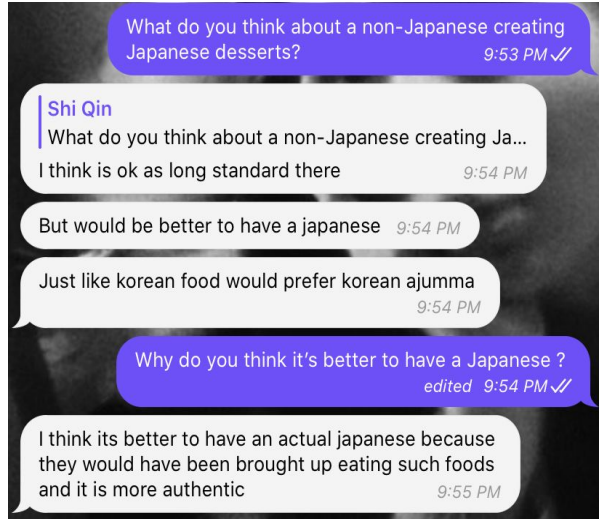 What do you think about a non-Japanese creating
Japanese desserts?
9:53 PM
Shi Qin
What do you think about a non-Japanese creating Ja...
I think is ok as long standard there
9:54 PM
But would be better to have a japanese
9:54 PM
Just like korean food would prefer korean ajumma
9:54 PM
Why do you think it's better to have a Japanese ?
edited 9:54 PM
I think its better to have an actual japanese because
they would have been brought up eating such foods
and it is more authentic
9:55 PM